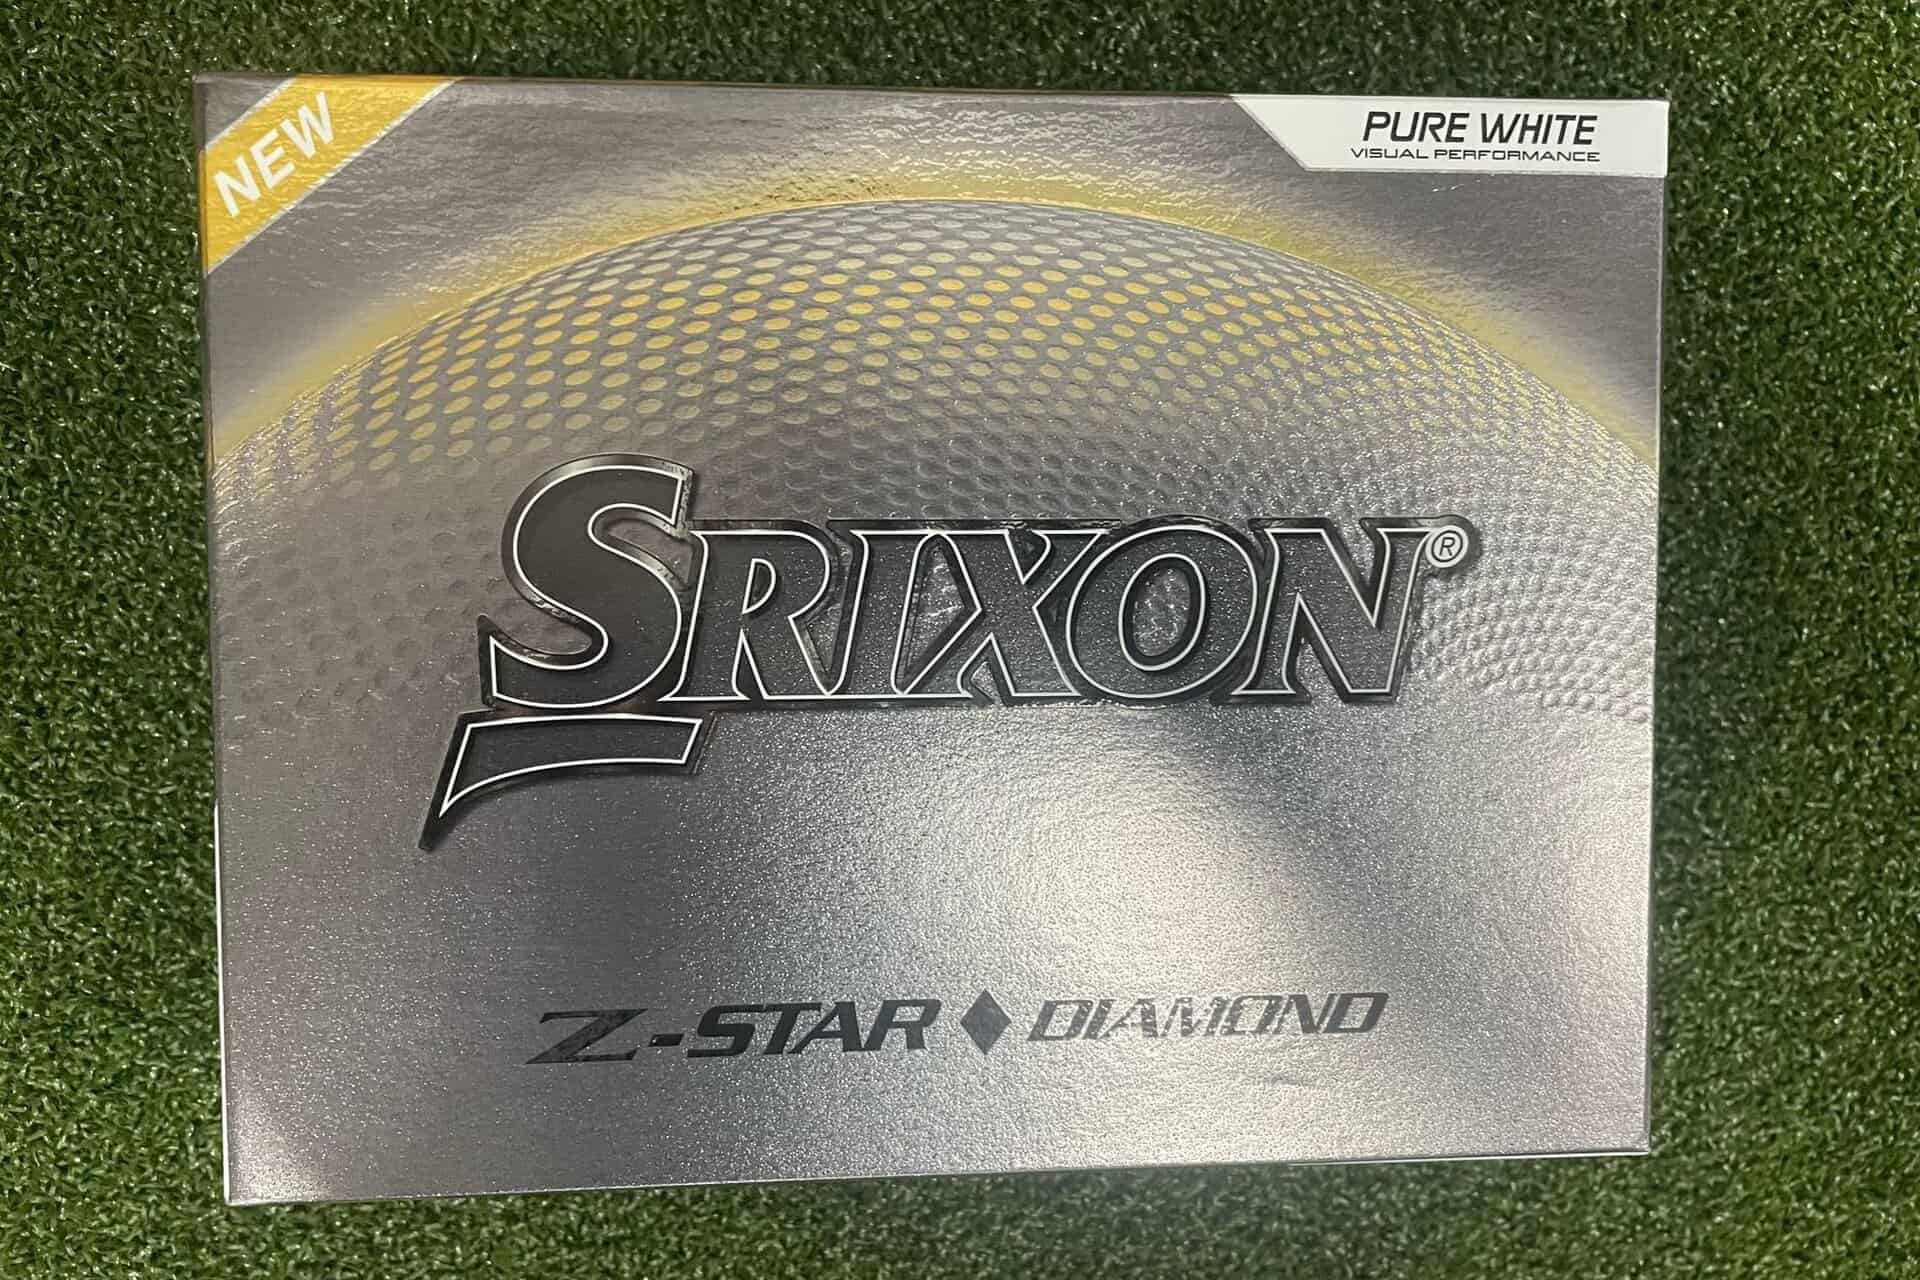 NEW
PURE WHITE
VISUAL PERFORMANCE
SRIXON®
Z-STAR♦DIAMOND